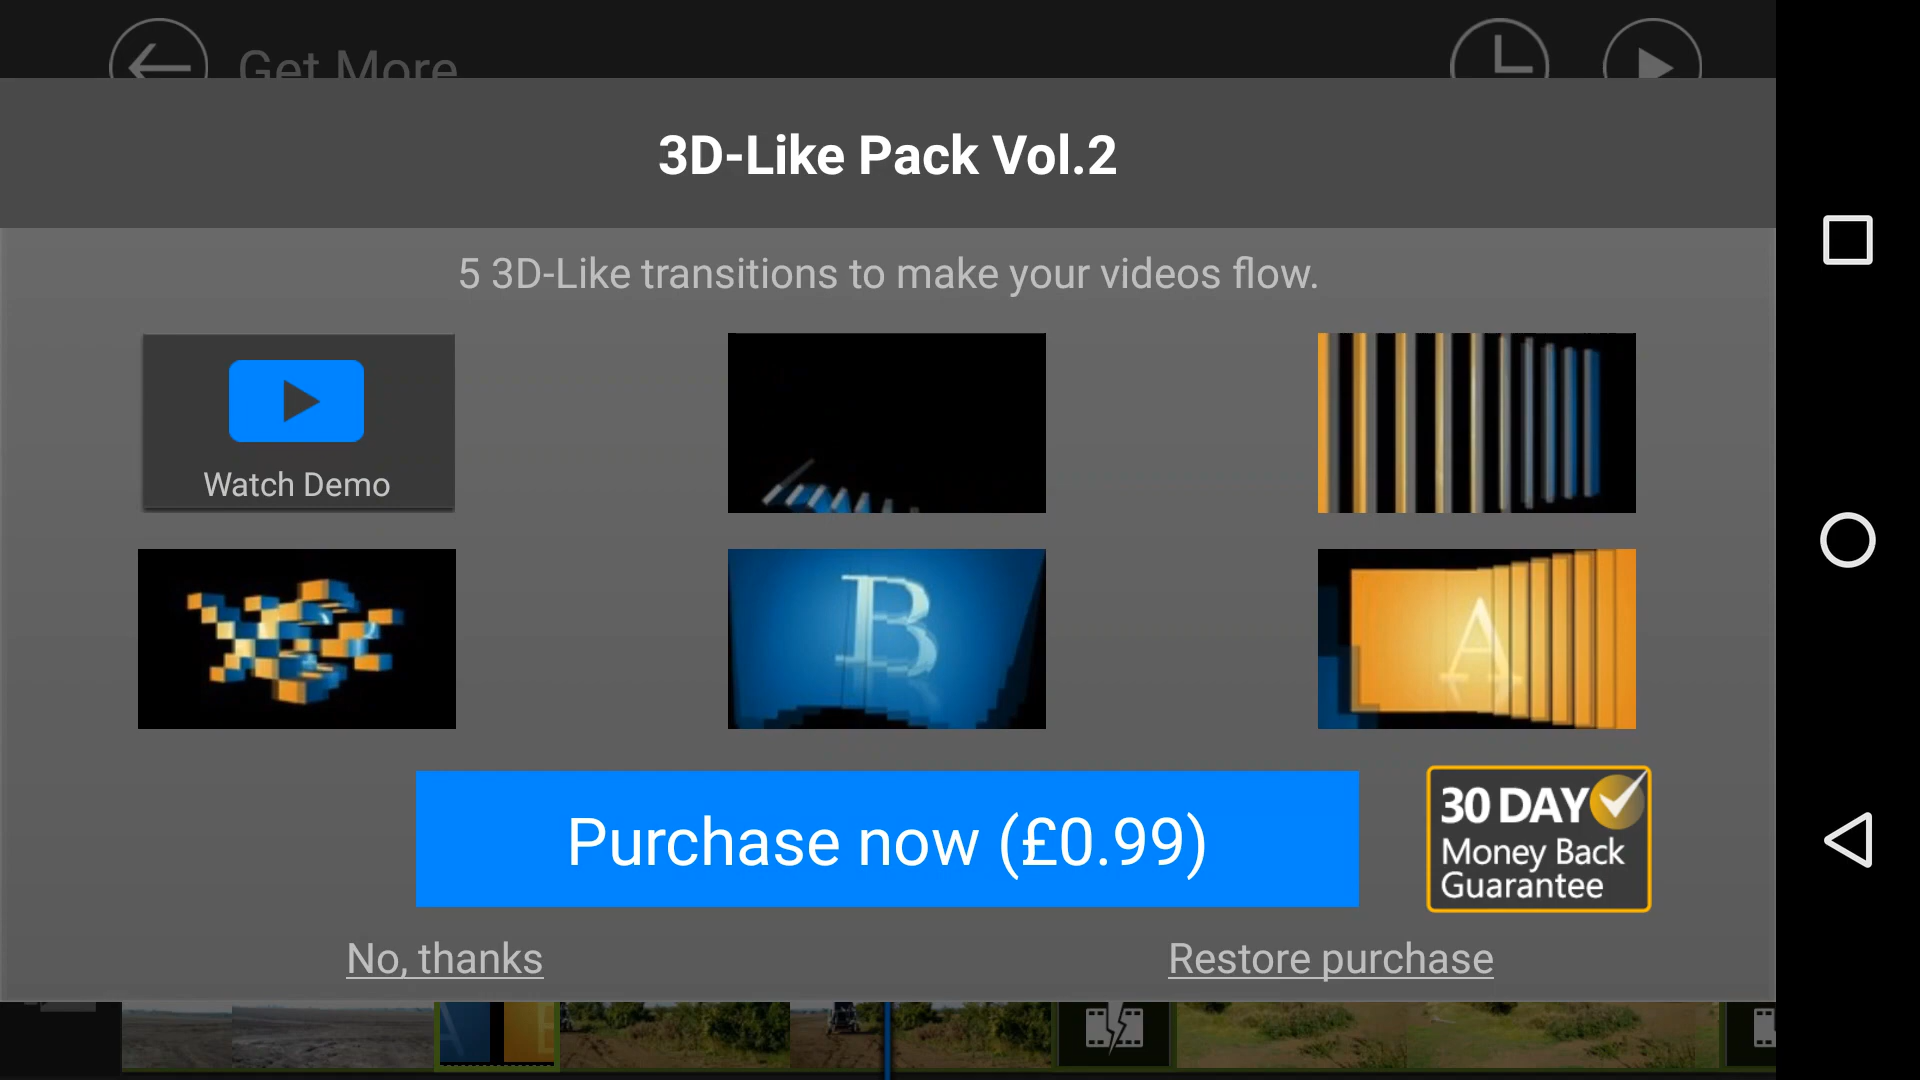 Get More
3D-Like Pack Vol.2
5 3D-Like transitions to make your videos flow.
Watch Demo
B
A
Purchase now (£0.99)
30 DAY
Money Back
Guarantee
No, thanks
Restore purchase